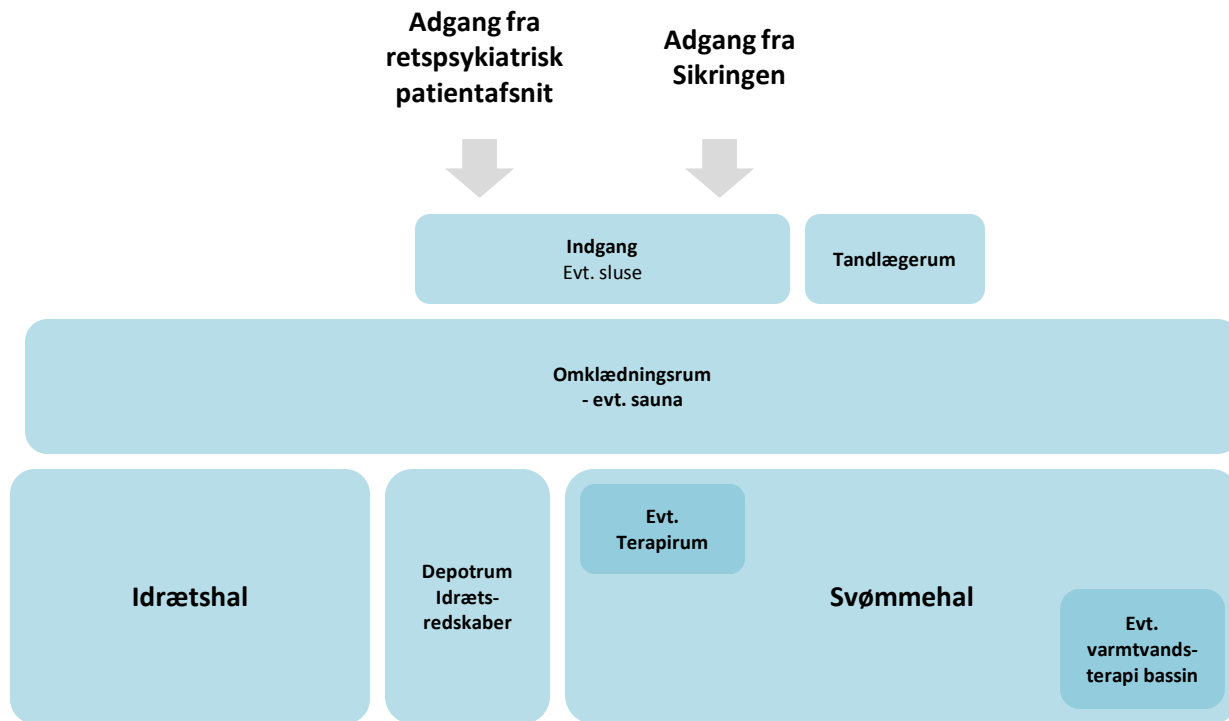 Adgang fra
retspsykiatrisk
patientafsnit
Adgang fra
Sikringen
Indgang
Evt. sluse
Tandlægerum
Omklædningsrum
- evt. sauna
Idrætshal
Depotrum
Idræts-
redskaber
Evt.
Terapirum
Svømmehal
Evt.
varmtvands-
terapi bassin